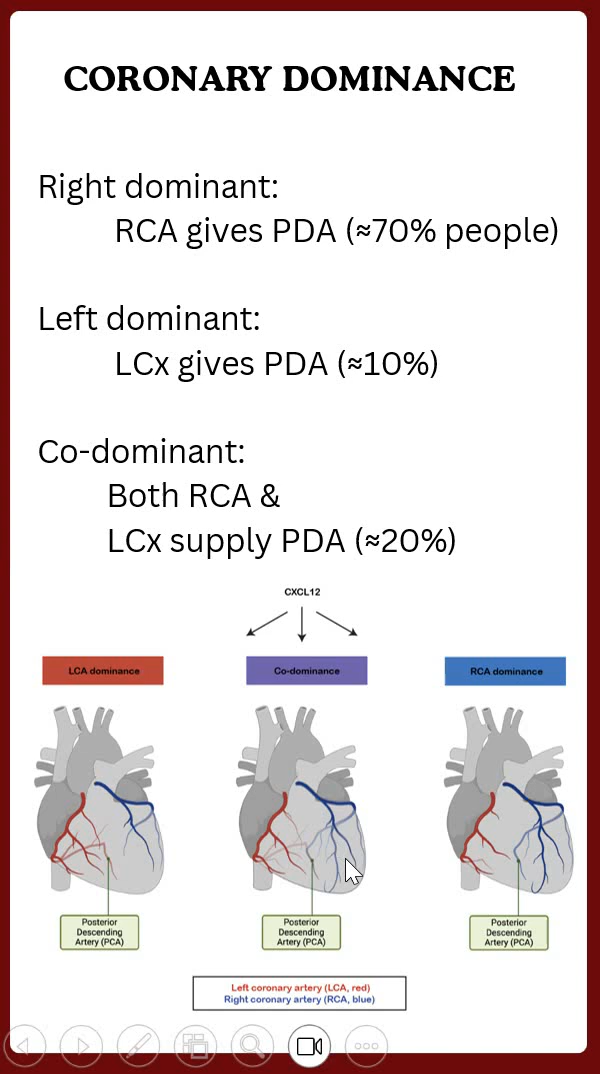 CORONARY DOMINANCE
Right dominant:
RCA gives PDA (≈70% people)
Left dominant:
LCx gives PDA (≈10%)
Co-dominant:
Both RCA &
LCx supply PDA (≈20%)
CXCL12
LCA dominance
Co-dominance
RCA dominance
Posterior
Descending
Artery (PCA)
Posterior
Descending
Artery (PCA)
Posterior
Descending
Artery (PCA)
Left coronary artery (LCA, red)
Right coronary artery (RCA, blue)